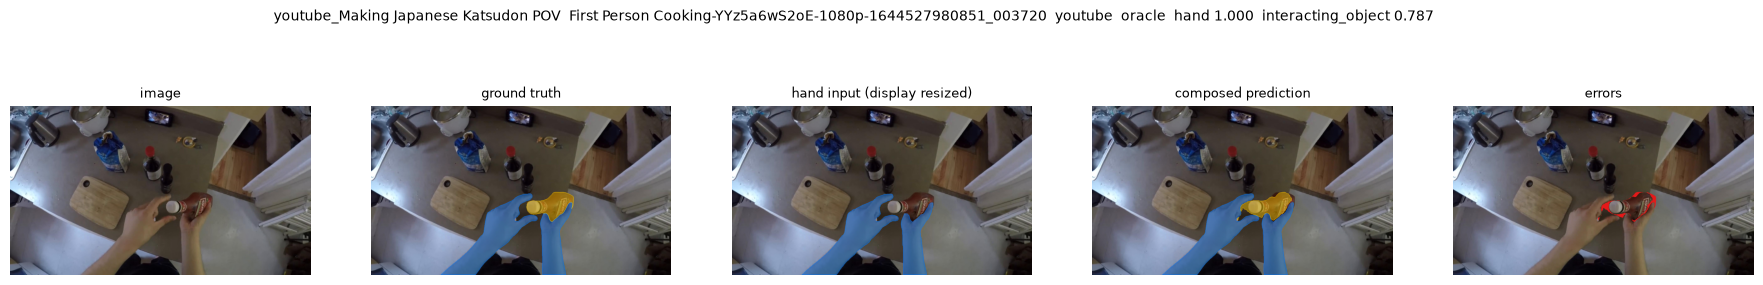 youtube_Making Japanese Katsudon POV  First Person Cooking-YYz5a6wS2oE-1080p-1644527980851_003720  youtube  oracle  hand 1.000  interacting_object 0.787
image
ground truth
hand input (display resized)
composed prediction
errors